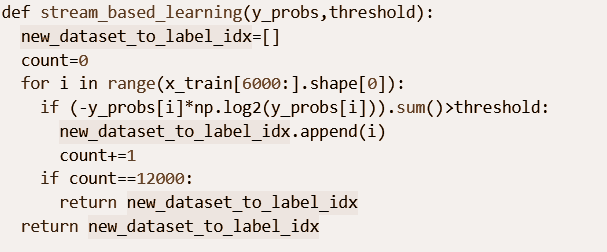 def stream_based_learning(y_probs,threshold):
  new_dataset_to_label_idx=[]
  count=0
  for i in range(x_train[6000:].shape[0]):
    if (-y_probs[i]*np.log2(y_probs[i])).sum()>threshold:
      new_dataset_to_label_idx.append(i)
      count+=1
    if count==12000:
      return new_dataset_to_label_idx
  return new_dataset_to_label_idx